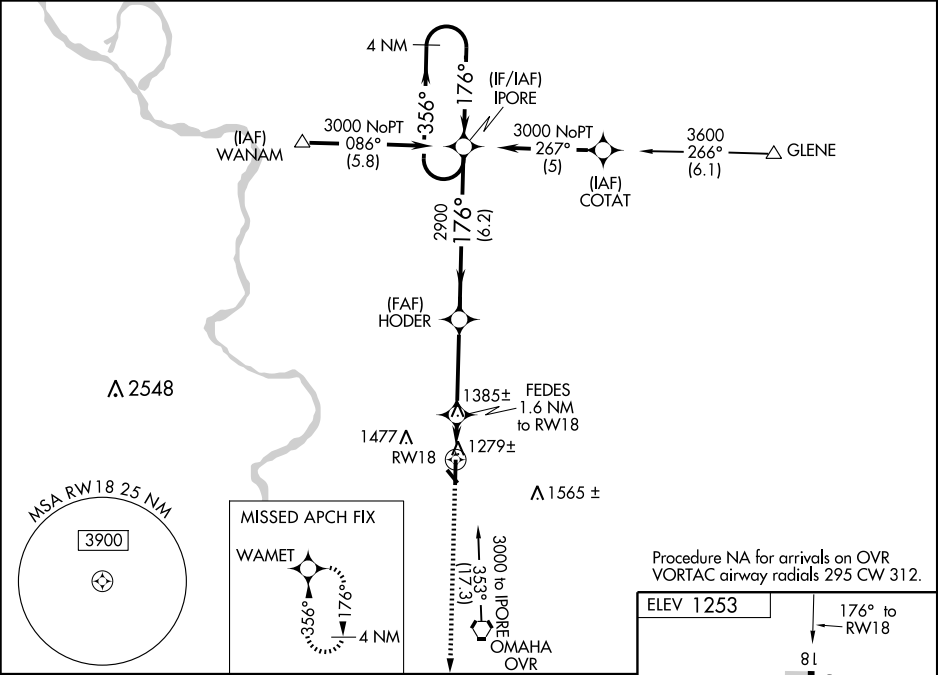 4 NM
356°
176°
(IF/IAF)
IPORE
(IAF)
WANAM
3000 NoPT
086°
(5.8)
3000 NoPT
267°
(5)
(IAF)
COTAT
3600
266°
(6.1)
GLENE
2900
176°
(6.2)
(FAF)
HODER
2548
1385±
FEDES
1.6 NM
to RW18
1477
RW18
1279±
1565 ±
MSA RW18 25 NM
3900
MISSED APCH FIX
WAMET
356°
176°
4 NM
3000 to IPORE
353°
(17.3)
OMAHA
OVR
Procedure NA for arrivals on OVR
VORTAC airway radials 295 CW 312.
ELEV 1253
176° to
RW18
18